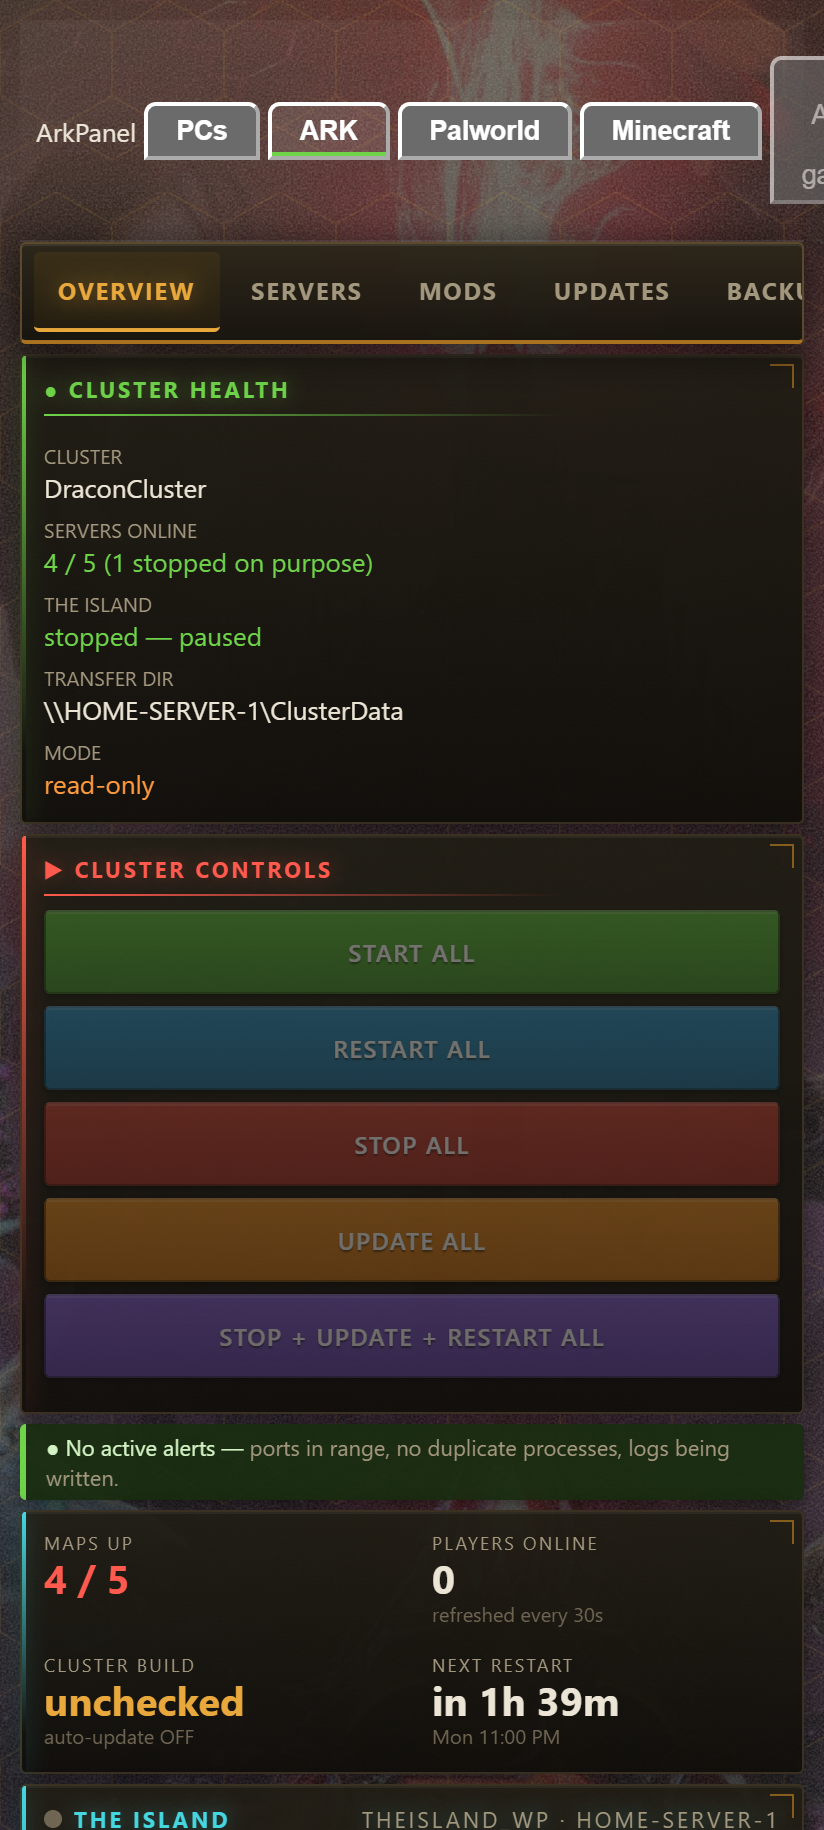 ArkPanel PCs ARK Palworld Minecraft
OVERVIEW SERVERS MODS UPDATES
● CLUSTER HEALTH
CLUSTER
DraconCluster
SERVERS ONLINE
4 / 5 (1 stopped on purpose)
THE ISLAND
stopped — paused
TRANSFER DIR
\\HOME-SERVER-1\ClusterData
MODE
read-only
▶ CLUSTER CONTROLS
START ALL
RESTART ALL
STOP ALL
UPDATE ALL
STOP + UPDATE + RESTART ALL
● No active alerts — ports in range, no duplicate processes, logs being
written.
MAPS UP
4 / 5
PLAYERS ONLINE
0
refreshed every 30s
CLUSTER BUILD
unchecked
auto-update OFF
NEXT RESTART
in 1h 39m
Mon 11:00 PM
THE ISLAND THEISLAND_WP · HOME-SERVER-1